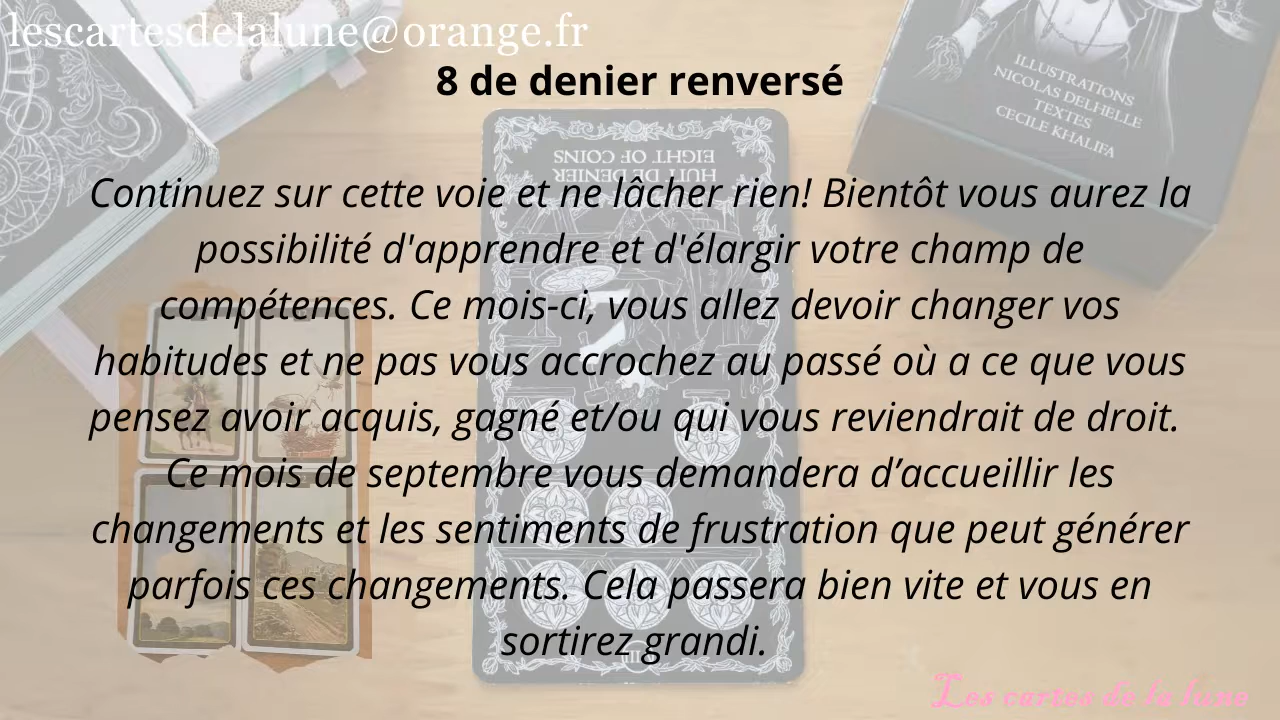 lescartesdelalune@orange.fr
8 de denier renversé
ILLUSTRATIONS
NICOLAS DELHELLE
TEXTES
CECILE KHALIFA
HUIT DE DENIER
EIGHT OF COINS
Continuez sur cette voie et ne lâcher rien! Bientôt vous aurez la
possibilité d'apprendre et d'élargir votre champ de
compétences. Ce mois-ci, vous allez devoir changer vos
habitudes et ne pas vous accrochez au passé où a ce que vous
pensez avoir acquis, gagné et/ou qui vous reviendrait de droit.
Ce mois de septembre vous demandera d’accueillir les
changements et les sentiments de frustration que peut générer
parfois ces changements. Cela passera bien vite et vous en
sortirez grandi.
VIII
Les cartes de la lune